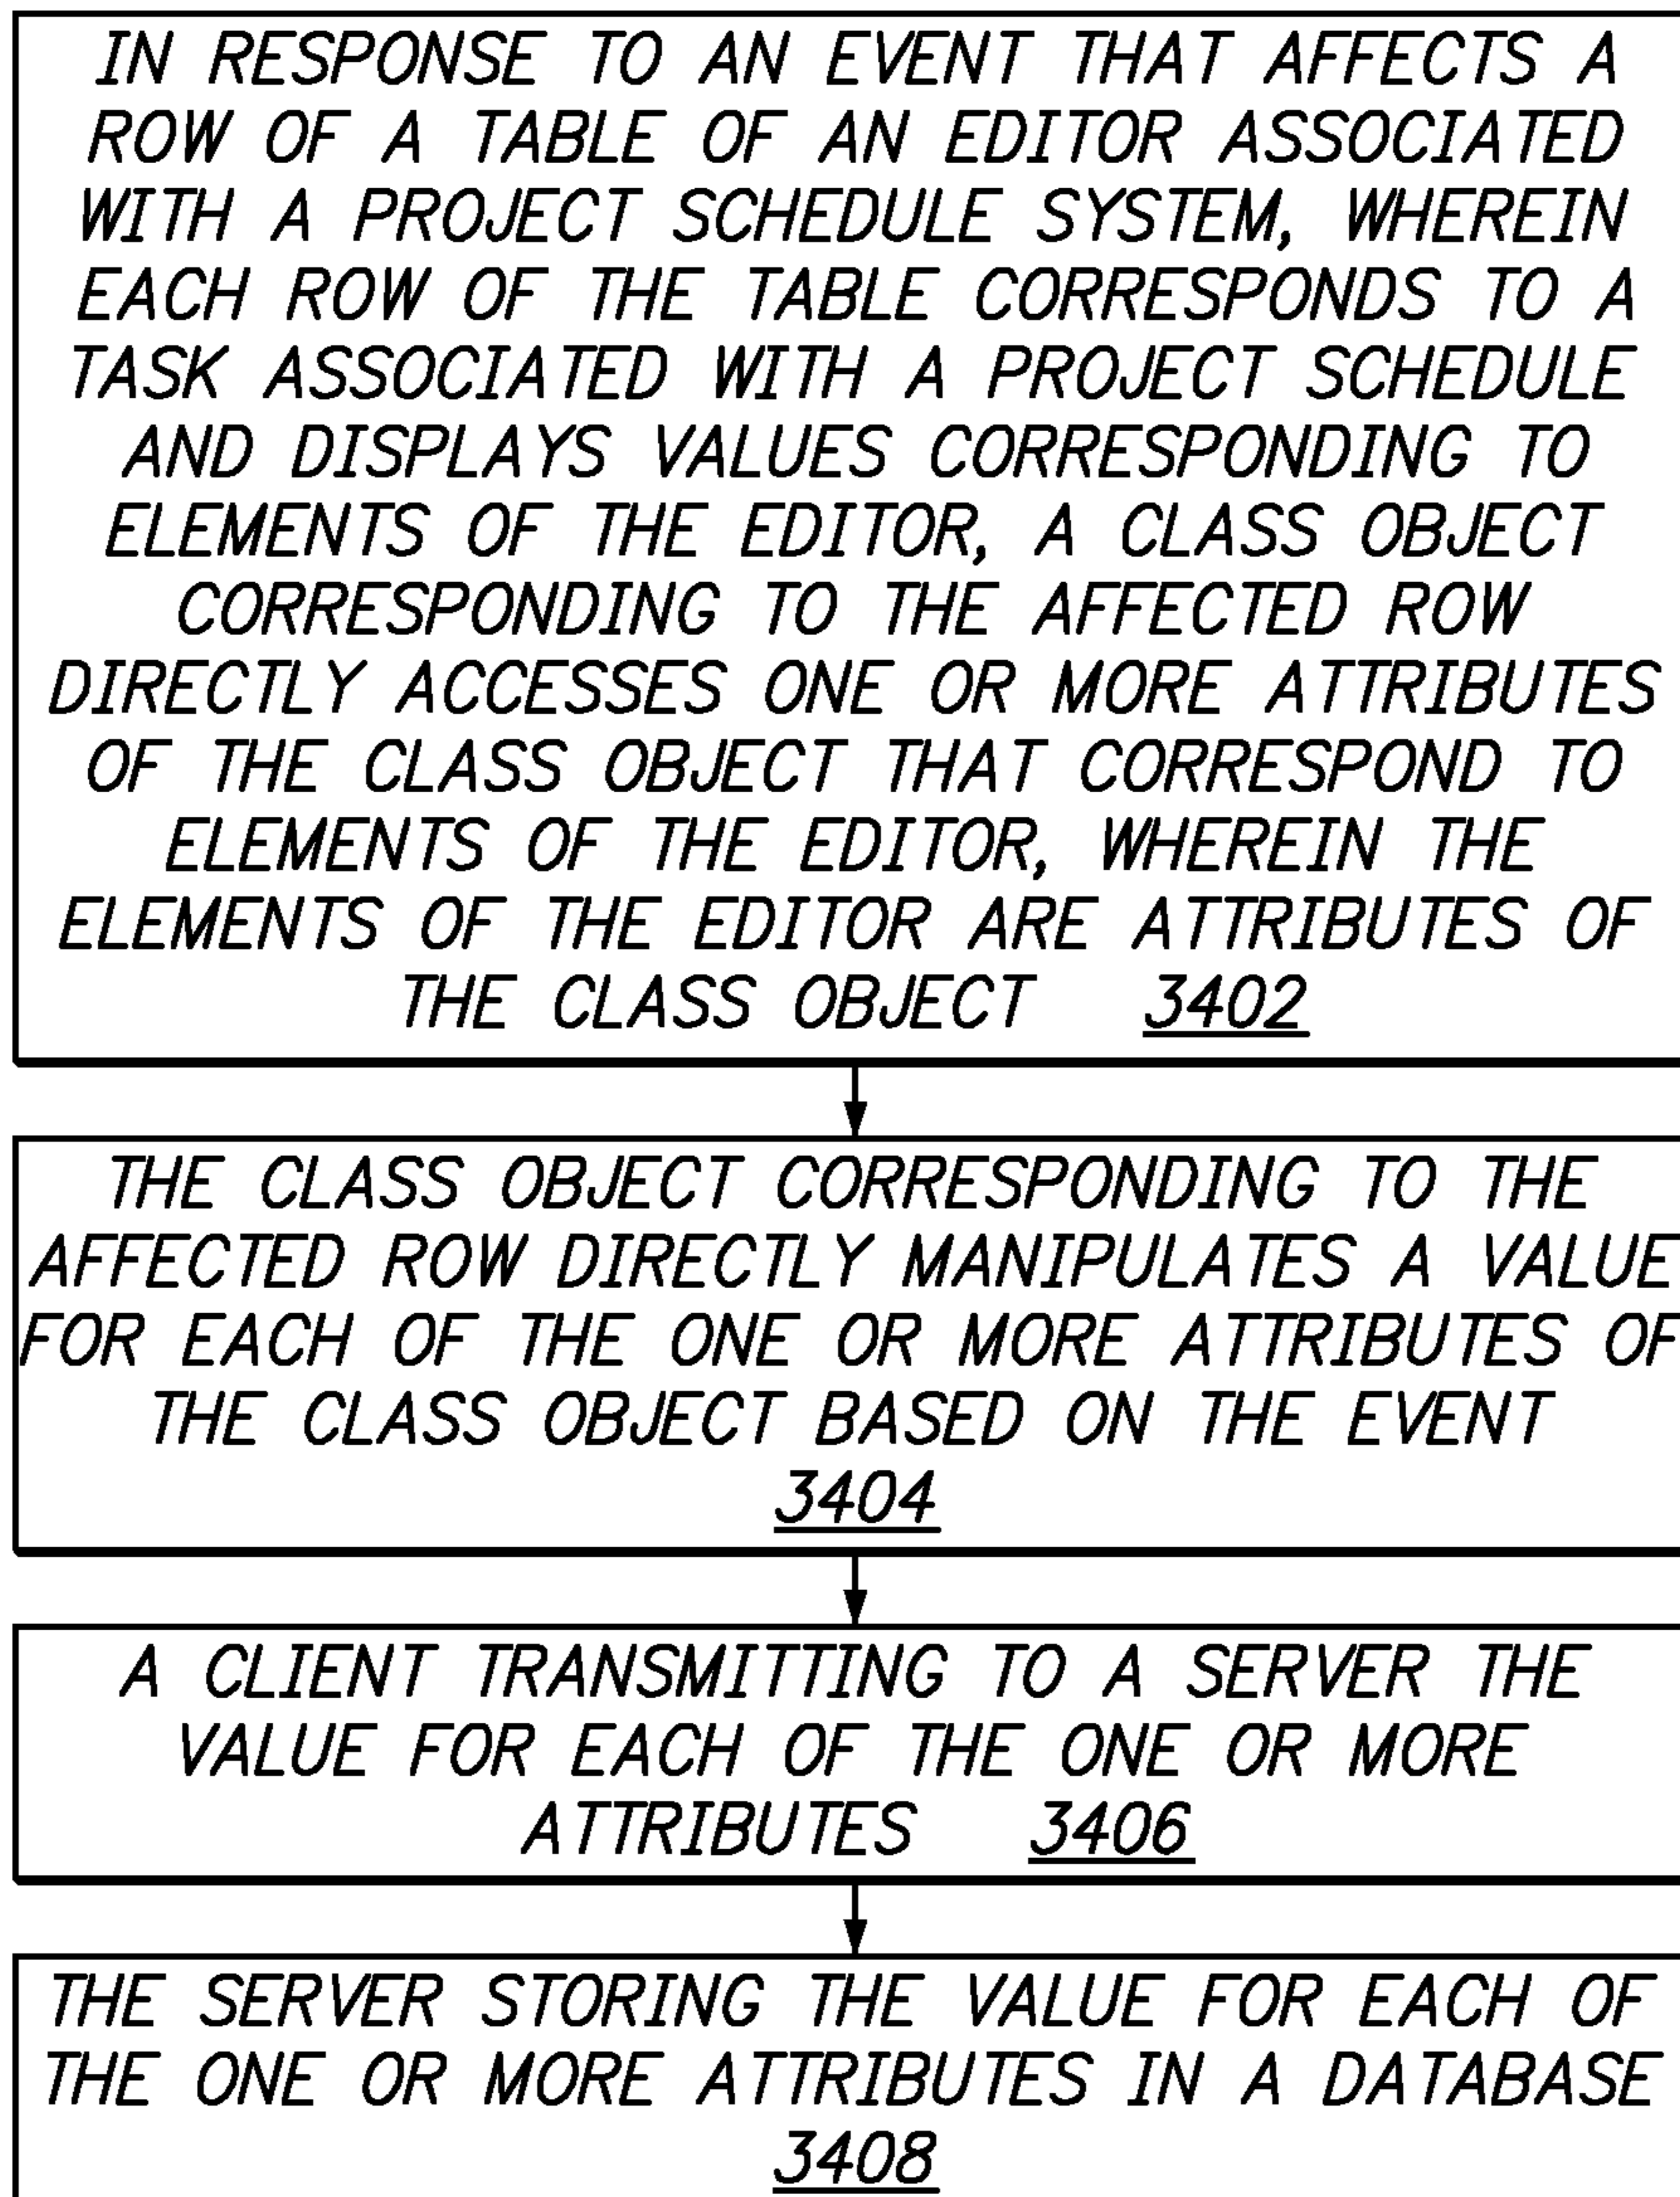 IN RESPONSE TO AN EVENT THAT AFFECTS A
ROW OF A TABLE OF AN EDITOR ASSOCIATED
WITH A PROJECT SCHEDULE SYSTEM, WHEREIN
EACH ROW OF THE TABLE CORRESPONDS TO A
TASK ASSOCIATED WITH A PROJECT SCHEDULE
AND DISPLAYS VALUES CORRESPONDING TO
ELEMENTS OF THE EDITOR, A CLASS OBJECT
CORRESPONDING TO THE AFFECTED ROW
DIRECTLY ACCESSES ONE OR MORE ATTRIBUTES
OF THE CLASS OBJECT THAT CORRESPOND TO
ELEMENTS OF THE EDITOR, WHEREIN THE
ELEMENTS OF THE EDITOR ARE ATTRIBUTES OF
THE CLASS OBJECT 3402
THE CLASS OBJECT CORRESPONDING TO THE
AFFECTED ROW DIRECTLY MANIPULATES A VALUE
FOR EACH OF THE ONE OR MORE ATTRIBUTES OF
THE CLASS OBJECT BASED ON THE EVENT
3404
A CLIENT TRANSMITTING TO A SERVER THE
VALUE FOR EACH OF THE ONE OR MORE
ATTRIBUTES 3406
THE SERVER STORING THE VALUE FOR EACH OF
THE ONE OR MORE ATTRIBUTES IN A DATABASE
3408